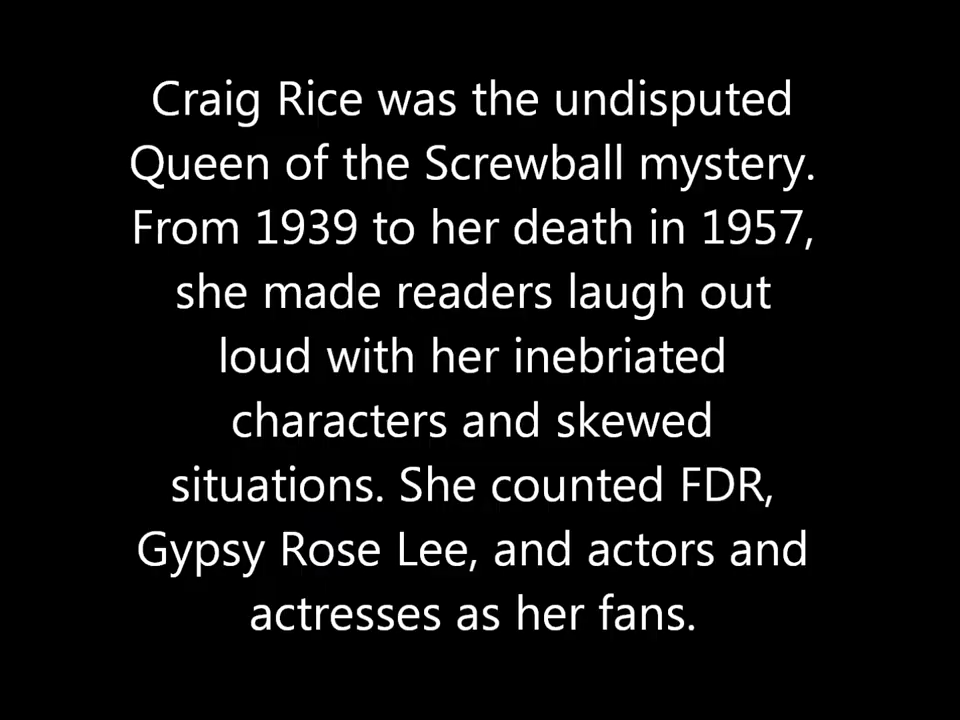 Craig Rice was the undisputed
Queen of the Screwball mystery.
From 1939 to her death in 1957,
she made readers laugh out
loud with her inebriated
characters and skewed
situations. She counted FDR,
Gypsy Rose Lee, and actors and
actresses as her fans.